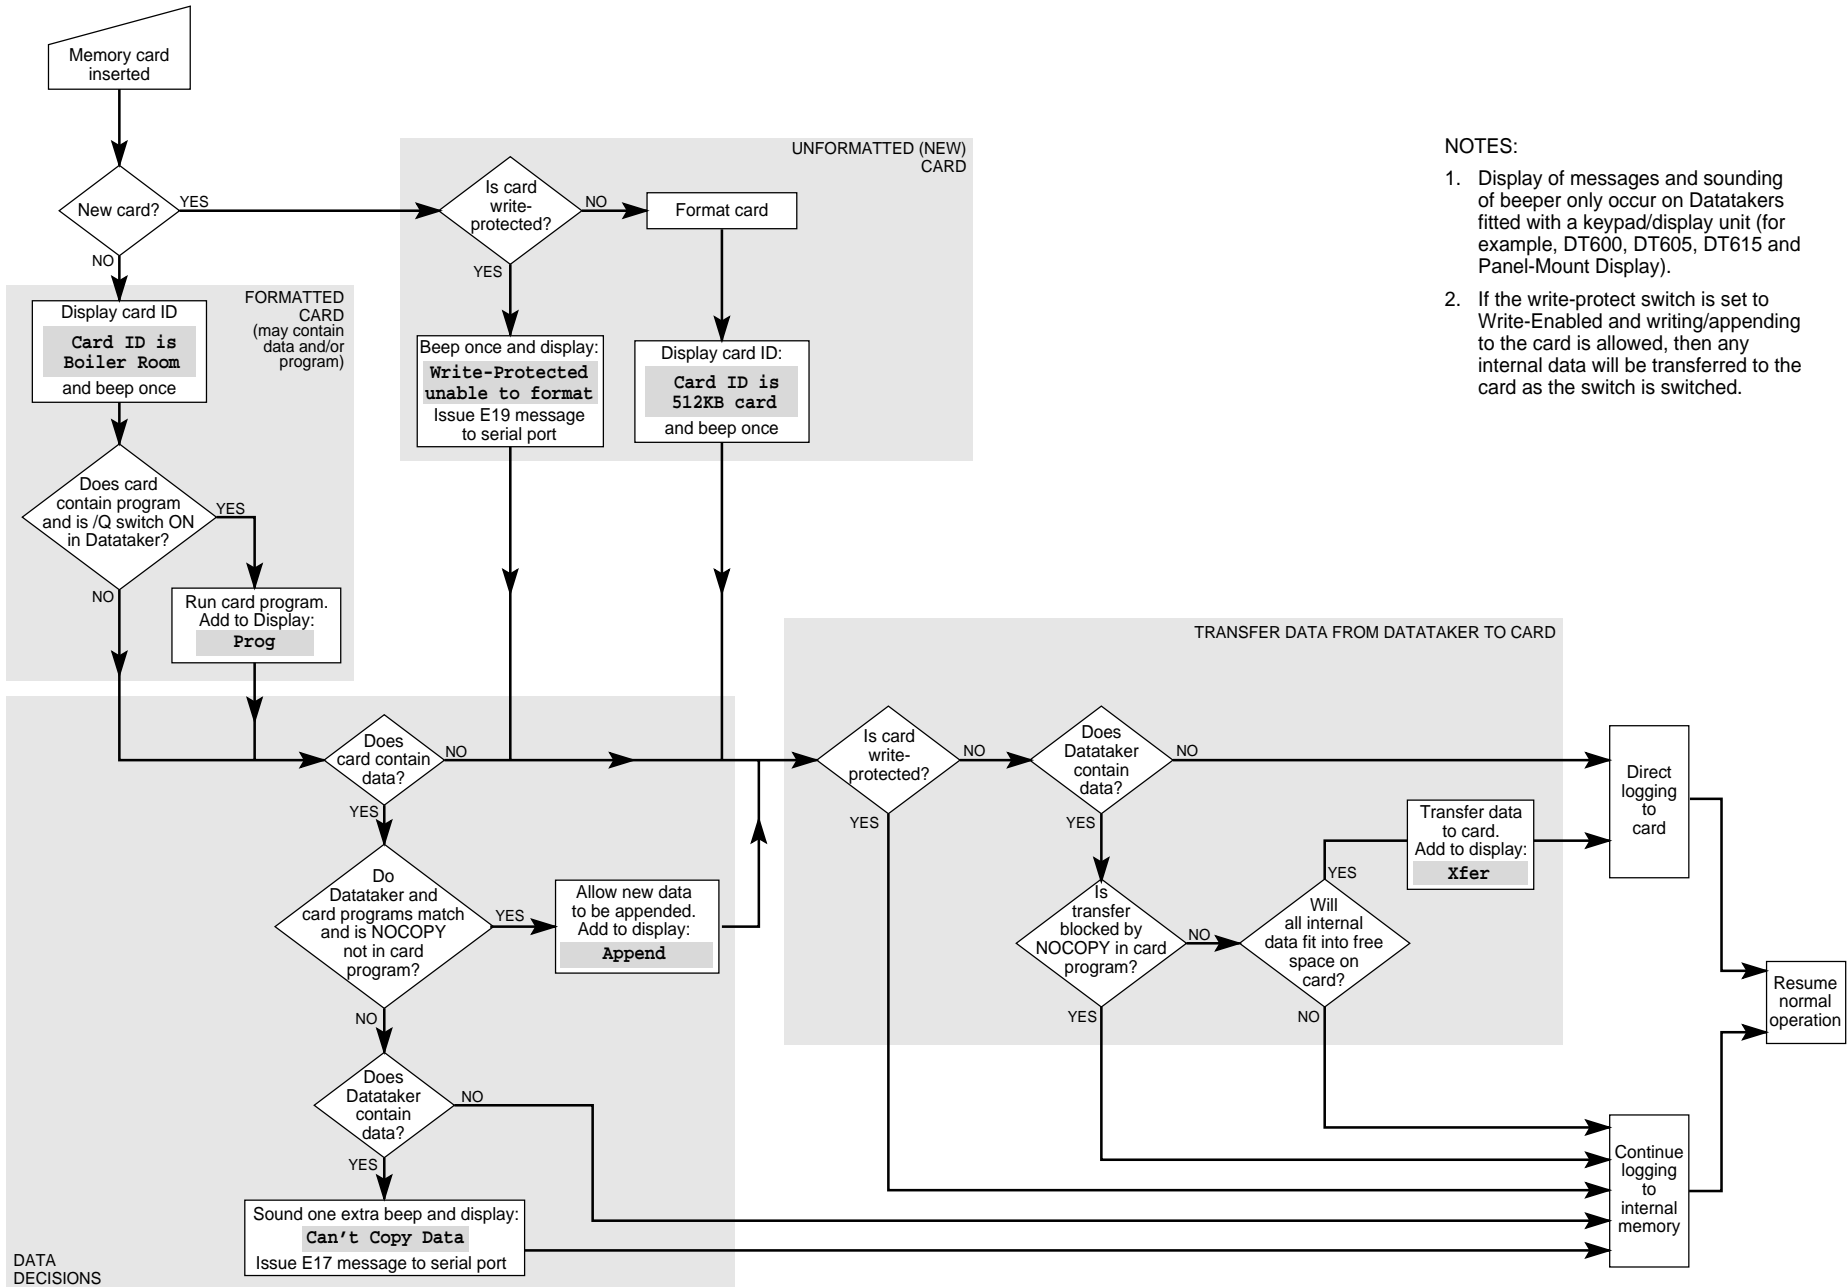 Memory card
inserted
New card?
YES
NO
UNFORMATTED (NEW)
CARD
Is card
write-
protected?
NO
YES
Format card
Beep once and display:
Write-Protected
unable to format
Issue E19 message
to serial port
Display card ID:
Card ID is
512KB card
and beep once
NOTES:
1. Display of messages and sounding
of beeper only occur on Datatakers
fitted with a keypad/display unit (for
example, DT600, DT605, DT615 and
Panel-Mount Display).
2. If the write-protect switch is set to
Write-Enabled and writing/appending
to the card is allowed, then any
internal data will be transferred to the
card as the switch is switched.
FORMATTED
CARD
(may contain
data and/or
program)
Display card ID
Card ID is
Boiler Room
and beep once
Does card
contain program
and is /Q switch ON
in Datataker?
YES
NO
Run card program.
Add to Display:
Prog
Does
card contain
data?
NO
YES
Do
Datataker and
card programs match
and is NOCOPY
not in card
program?
YES
NO
Allow new data
to be appended.
Add to display:
Append
Does
Datataker
contain
data?
NO
YES
Sound one extra beep and display:
Can't Copy Data
Issue E17 message to serial port
DATA
DECISIONS
TRANSFER DATA FROM DATATAKER TO CARD
Is card
write-
protected?
NO
YES
Does
Datataker
contain
data?
NO
YES
Is
transfer
blocked by
NOCOPY in card
program?
NO
YES
Will
all internal
data fit into free
space on
card?
YES
NO
Transfer data
to card.
Add to display:
Xfer
Direct
logging
to
card
Continue
logging
to
internal
memory
Resume
normal
operation